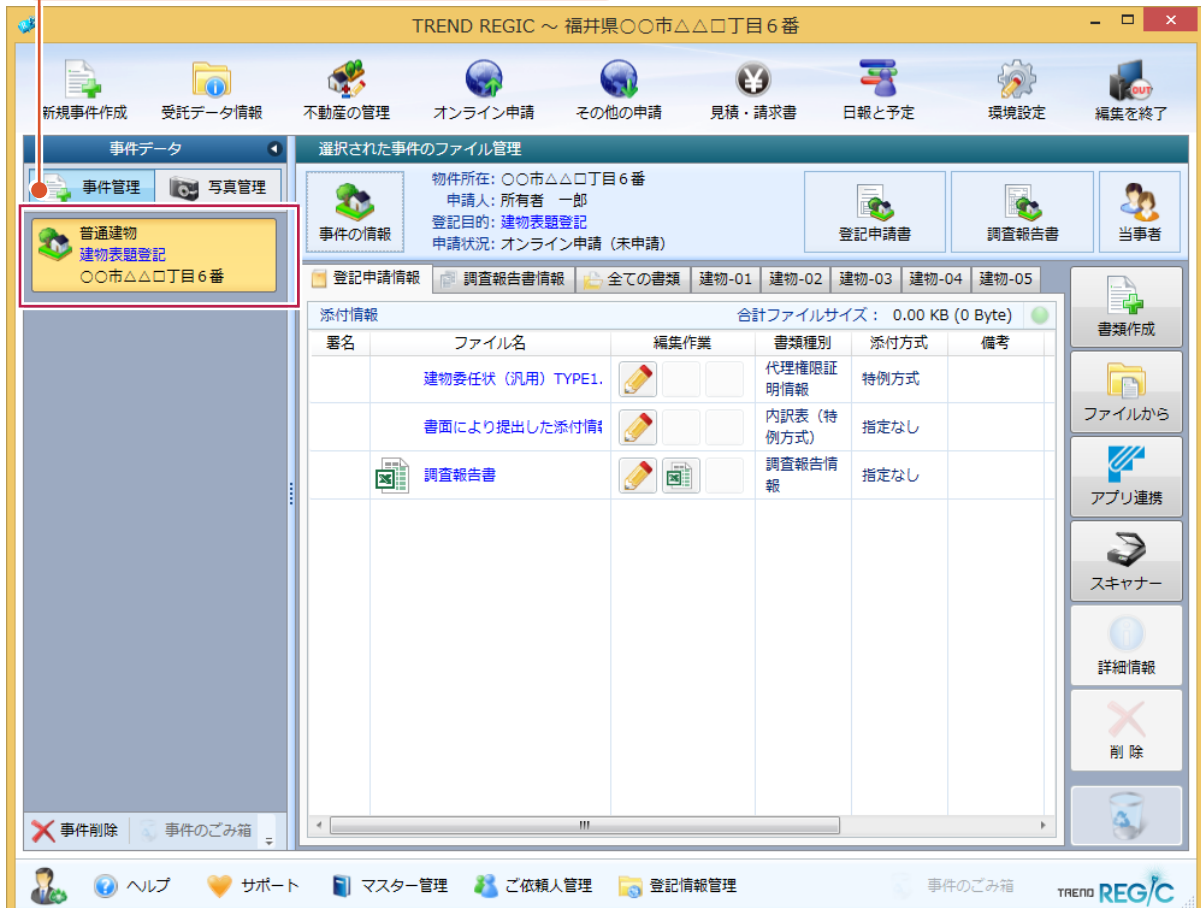 TREND REGIC ～ 福井県○○市△△□丁目６番
新規事件作成
受託データ情報
不動産の管理
オンライン申請
その他の申請
見積・請求書
日報と予定
環境設定
OUT
編集を終了
事件データ
事件管理
写真管理
普通建物
建物表題登記
○○市△△□丁目６番
選択された事件のファイル管理
事件の情報
物件所在: ○○市△△□丁目６番
申請人: 所有者　一郎
登記目的: 建物表題登記
申請状況: オンライン申請（未申請）
登記申請書
調査報告書
当事者
登記申請情報
調査報告書情報
全ての書類
建物-01
建物-02
建物-03
建物-04
建物-05
添付情報
合計ファイルサイズ： 0.00 KB (0 Byte)
署名 ファイル名 編集作業 書類種別 添付方式 備考
建物委任状（汎用）TYPE1.
代理権限証
明情報
特例方式
書面により提出した添付情
内訳表（特
例方式）
指定なし
調査報告書
調査報告情
報
指定なし
書類作成
ファイルから
アプリ連携
スキャナー
詳細情報
削 除
事件削除
事件のごみ箱
ヘルプ
サポート
マスター管理
ご依頼人管理
登記情報管理
事件のごみ箱
TREND REGIC